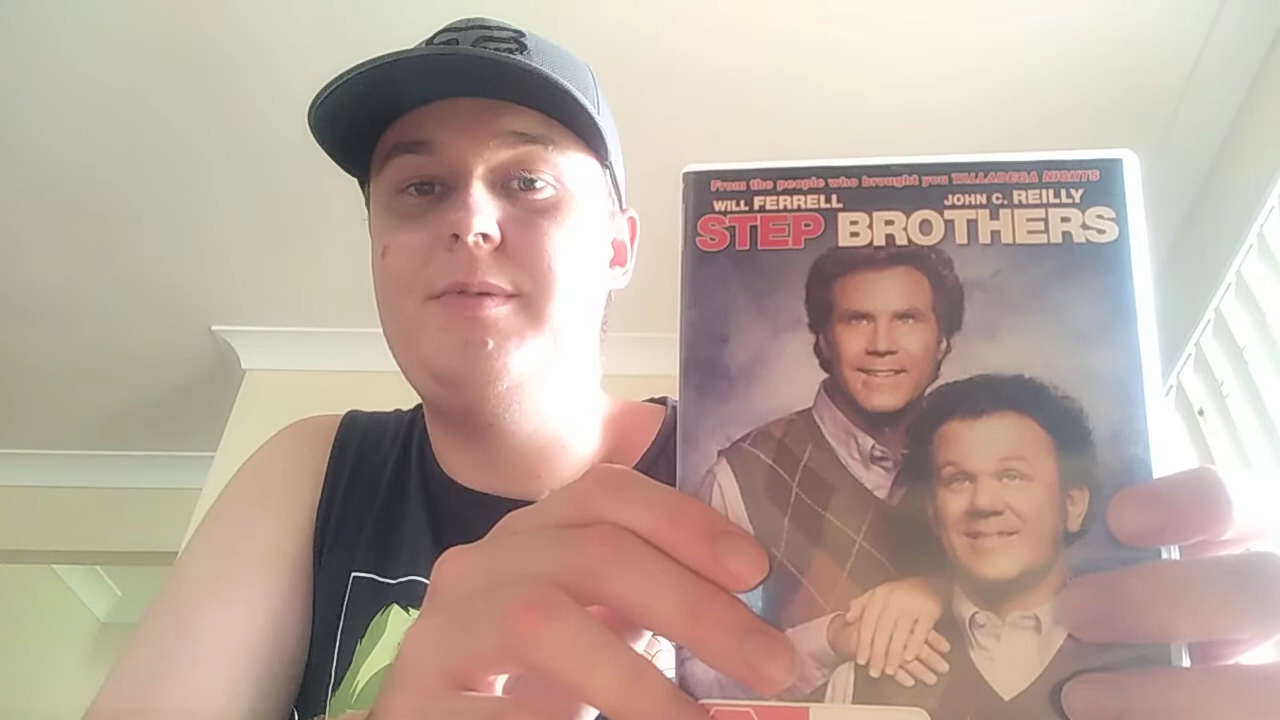 From the people who brought you TALLADEGA NIGHTS
WILL FERRELL JOHN C. REILLY
STEP BROTHERS